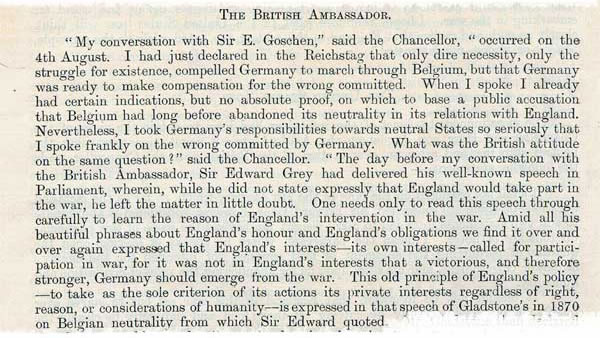 THE BRITISH AMBASSADOR.
" My conversation with Sir E. Goschen," said the Chancellor, " occurred on the
4th August. I had just declared in the Reichstag that only dire necessity, only the
struggle for existence, compelled Germany to march through Belgium, but that Germany
was ready to make compensation for the wrong committed. When I spoke I already
had certain indications, but no absolute proof, on which to base a public accusation
that Belgium had long before abandoned its neutrality in its relations with England.
Nevertheless, I took Germany's responsibilities towards neutral States so seriously that
I spoke frankly on the wrong committed by Germany. What was the British attitude
on the same question ? " said the Chancellor. " The day before my conversation with
the British Ambassador, Sir Edward Grey had delivered his well-known speech in
Parliament, wherein, while he did not state expressly that England would take part in
the war, he left the matter in little doubt. One needs only to read this speech through
carefully to learn the reason of England's intervention in the war. Amid all his
beautiful phrases about England's honour and England's obligations we find it over and
over again expressed that England's interests—its own interests—called for partici-
pation in war, for it was not in England's interests that a victorious, and therefore
stronger, Germany should emerge from the war. This old principle of England's policy
—to take as the sole criterion of its actions its private interests regardless of right,
reason, or considerations of humanity—is expressed in that speech of Gladstone's in 1870
on Belgian neutrality from which Sir Edward quoted.